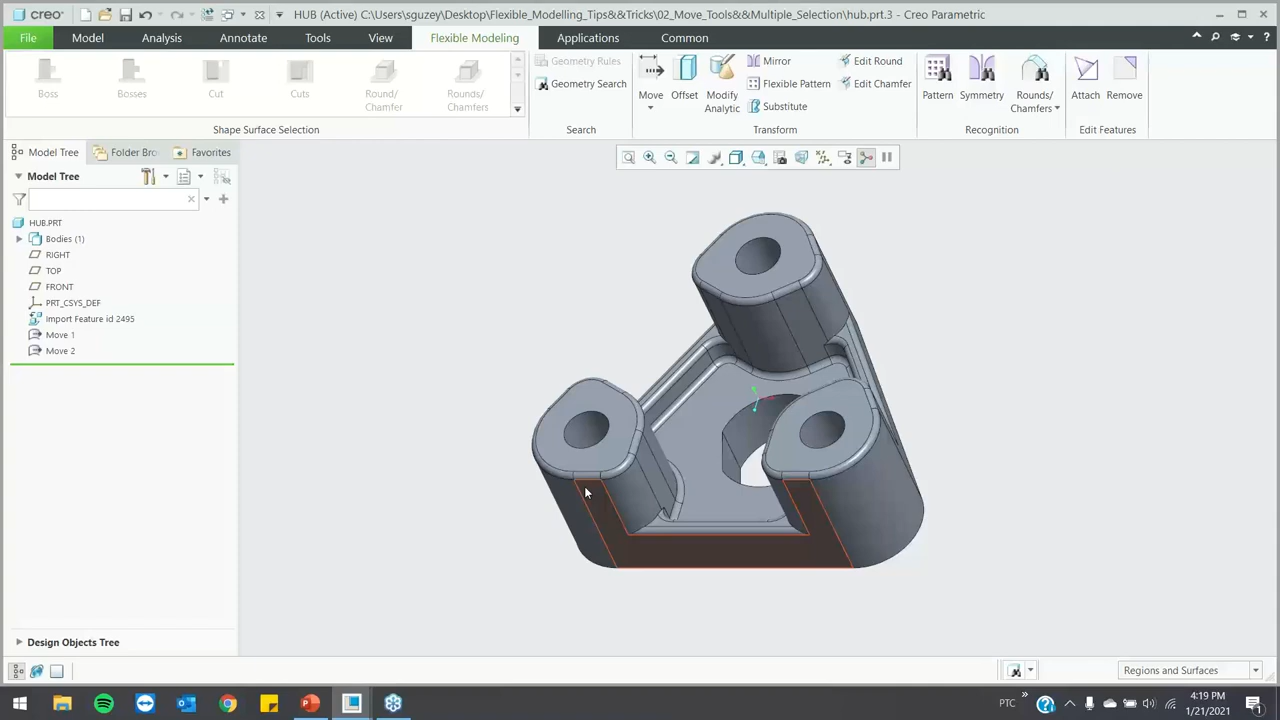 creo HUB (Active) C:\Users\sguzey\Desktop\Flexible_Modelling_Tips&&Tricks\02_Move_Tools&&Multiple_Selection\hub.prt.3 - Creo Parametric
File Model Analysis Annotate Tools View Flexible Modeling Applications Common
Boss Bosses Cut Cuts Round/ Chamfer Rounds/ Chamfers
Shape Surface Selection
Geometry Rules
Geometry Search
Search
Move Offset Modify Analytic
Mirror
Flexible Pattern
Substitute
Edit Round
Edit Chamfer
Transform
Pattern Symmetry Rounds/ Chamfers
Recognition
Attach Remove
Edit Features
Model Tree Folder Bro Favorites
Model Tree
HUB.PRT
Bodies (1)
RIGHT
TOP
FRONT
PRT_CSYS_DEF
Import Feature id 2495
Move 1
Move 2
Design Objects Tree
Regions and Surfaces
PTC
4:19 PM
1/21/2021
1